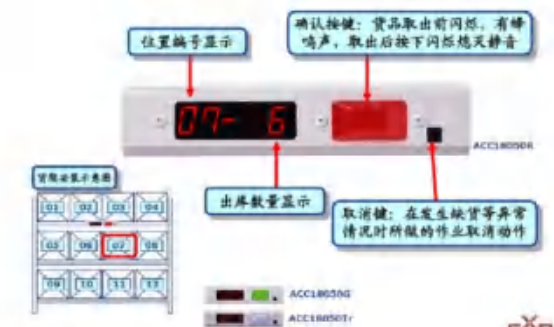 位置编号显示
确认按键：货品取出前闪烁，有蜂
鸣声，取出后按下闪烁熄灭静音
07- 6
ACC18050R
货架安装示意图
01 02 03 04
05 06 07 08
09 10 11 12
出库数量显示
取消键：在发生缺货等异常
情况时所做的作业取消动作
ACC18050G
ACC18050Tr